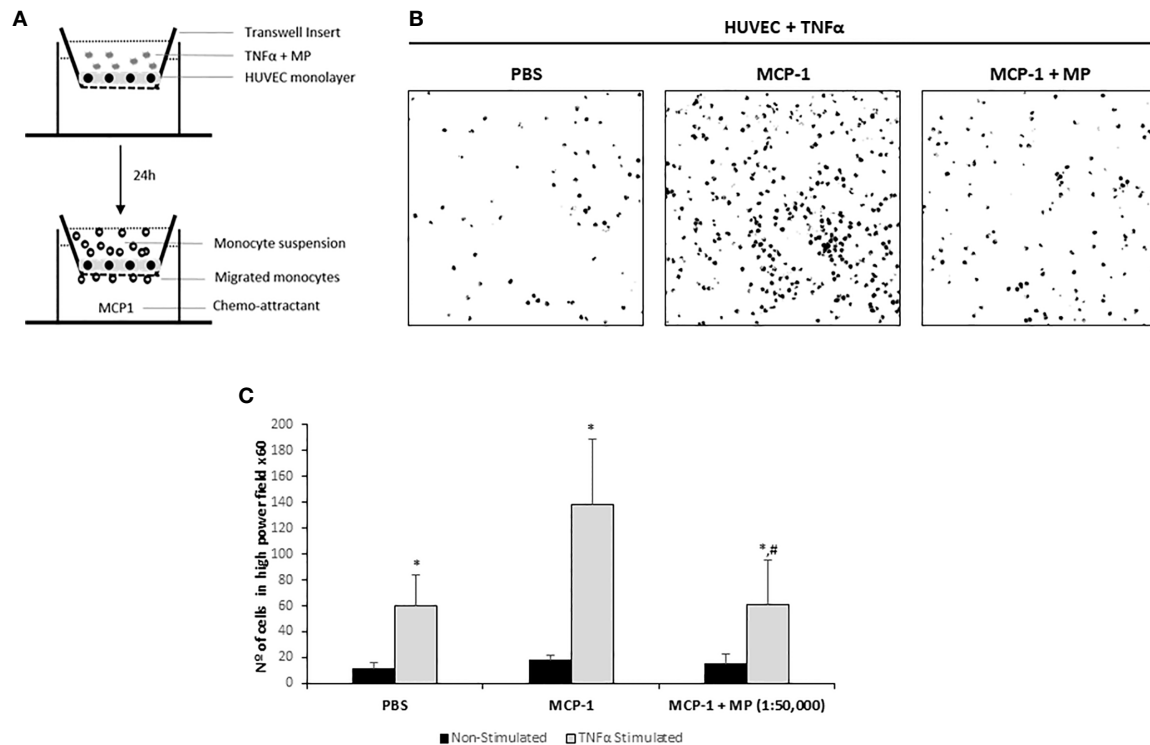 A
Transwell Insert
TNFα + MP
HUVEC monolayer
24h
Monocyte suspension
Migrated monocytes
MCP1
Chemo-attractant
B
HUVEC + TNFα
PBS
MCP-1
MCP-1 + MP
C
Nº of cells in high power field x60
200
180
160
140
120
100
80
60
40
20
0
*
*
*,#
PBS
MCP-1
MCP-1 + MP (1:50,000)
Non-Stimulated
TNFα Stimulated